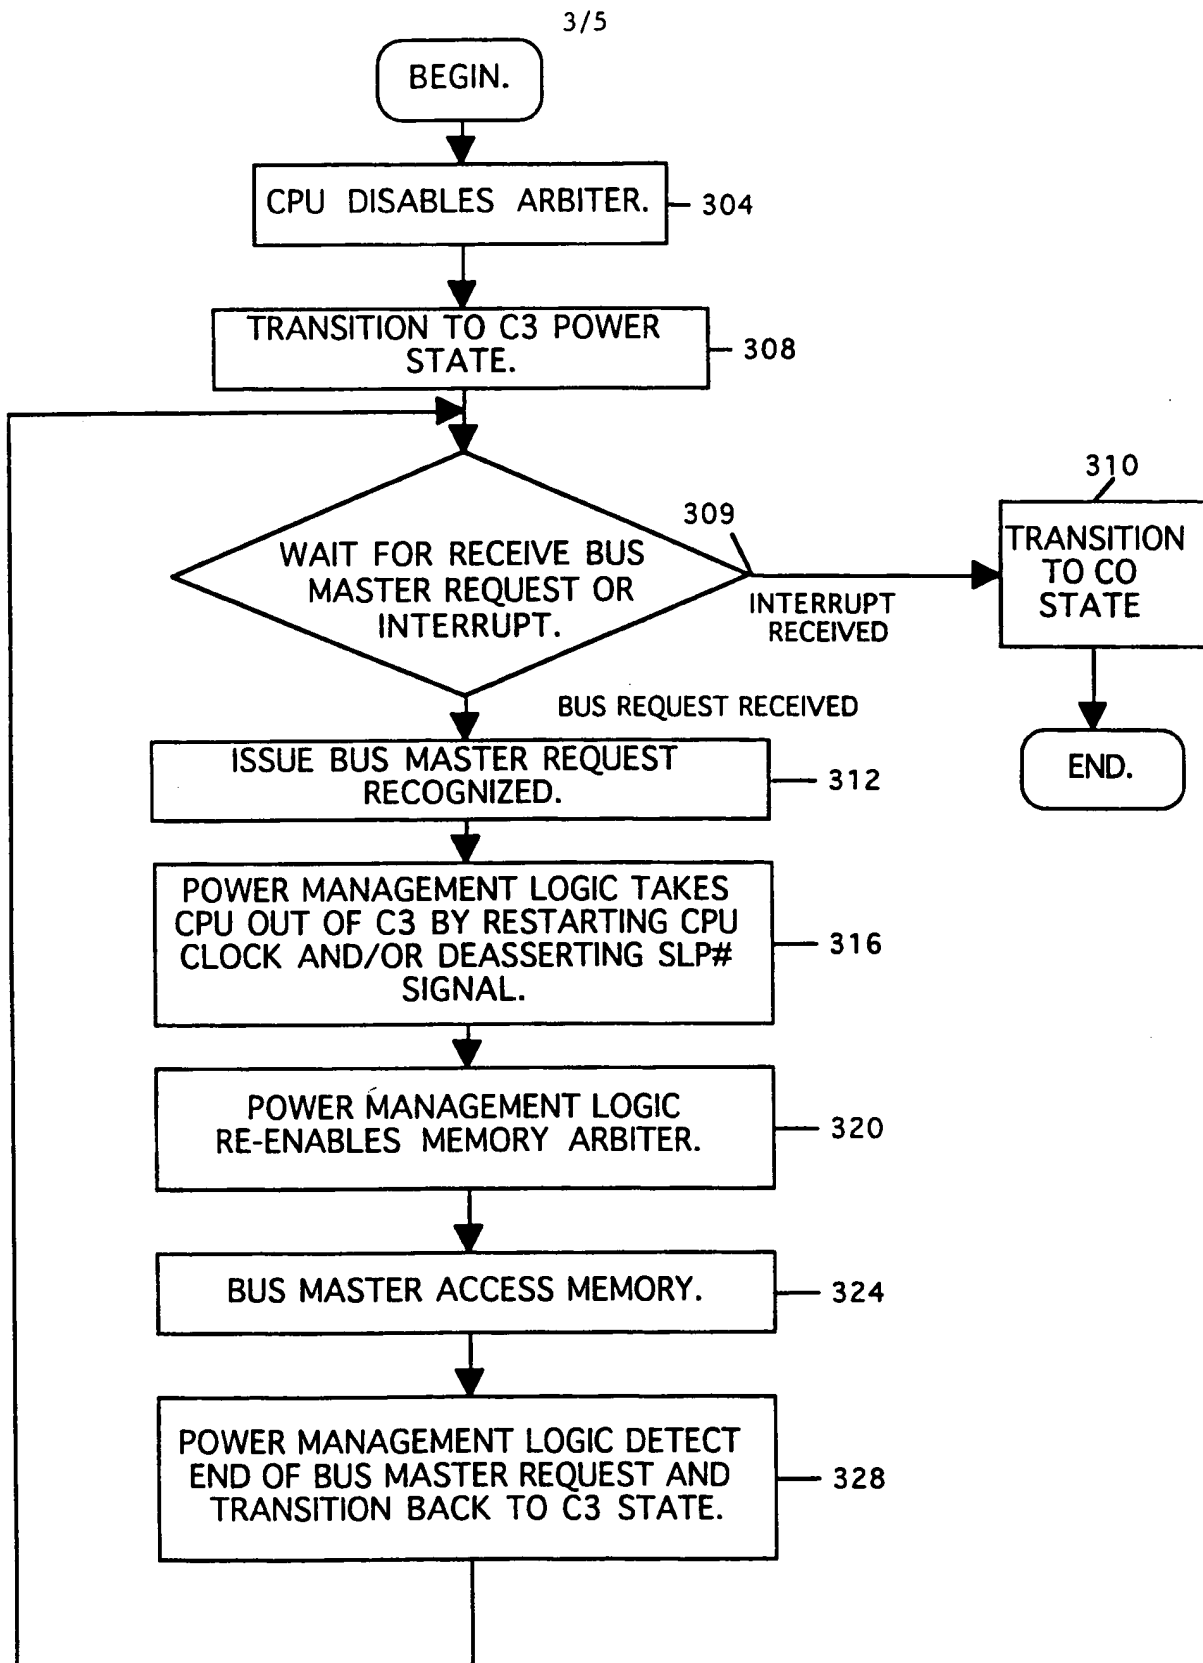 3/5
BEGIN.
CPU DISABLES ARBITER.
304
TRANSITION TO C3 POWER
STATE.
308
WAIT FOR RECEIVE BUS
MASTER REQUEST OR
INTERRUPT.
309
INTERRUPT
RECEIVED
310
TRANSITION
TO CO
STATE
END.
BUS REQUEST RECEIVED
ISSUE BUS MASTER REQUEST
RECOGNIZED.
312
POWER MANAGEMENT LOGIC TAKES
CPU OUT OF C3 BY RESTARTING CPU
CLOCK AND/OR DEASSERTING SLP#
SIGNAL.
316
POWER MANAGEMENT LOGIC
RE-ENABLES MEMORY ARBITER.
320
BUS MASTER ACCESS MEMORY.
324
POWER MANAGEMENT LOGIC DETECT
END OF BUS MASTER REQUEST AND
TRANSITION BACK TO C3 STATE.
328